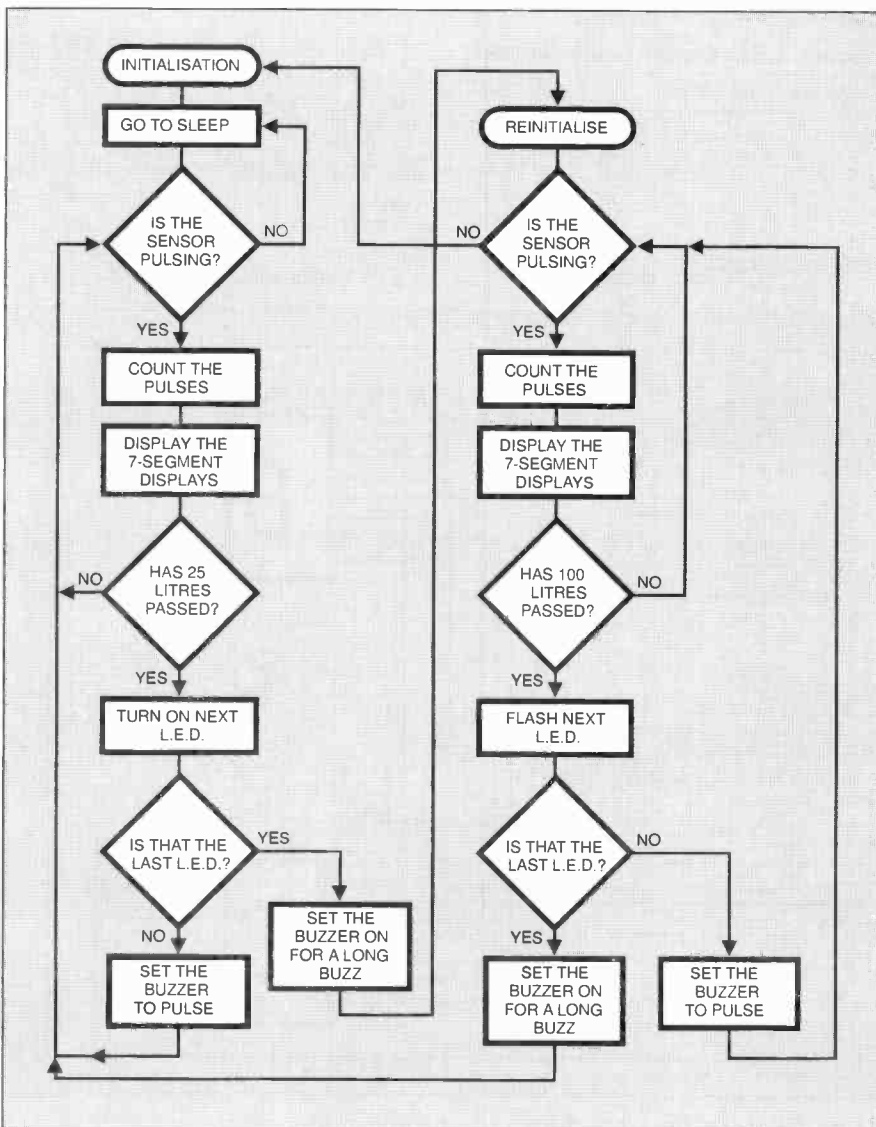 INITIALISATION
GO TO SLEEP
IS THE
SENSOR
PULSING?
NO
YES
COUNT THE
PULSES
DISPLAY THE
7-SEGMENT
DISPLAYS
HAS 25
LITRES
PASSED?
NO
YES
TURN ON NEXT
L.E.D.
IS THAT THE
LAST L.E.D.?
YES
NO
SET THE
BUZZER
TO PULSE
SET THE
BUZZER ON
FOR A LONG
BUZZ
REINITIALISE
IS THE
SENSOR
PULSING?
NO
YES
COUNT THE
PULSES
DISPLAY THE
7-SEGMENT
DISPLAYS
HAS 100
LITRES
PASSED?
NO
YES
FLASH NEXT
L.E.D.
IS THAT THE
LAST L.E.D.?
NO
YES
SET THE
BUZZER ON
FOR A LONG
BUZZ
SET THE
BUZZER
TO PULSE